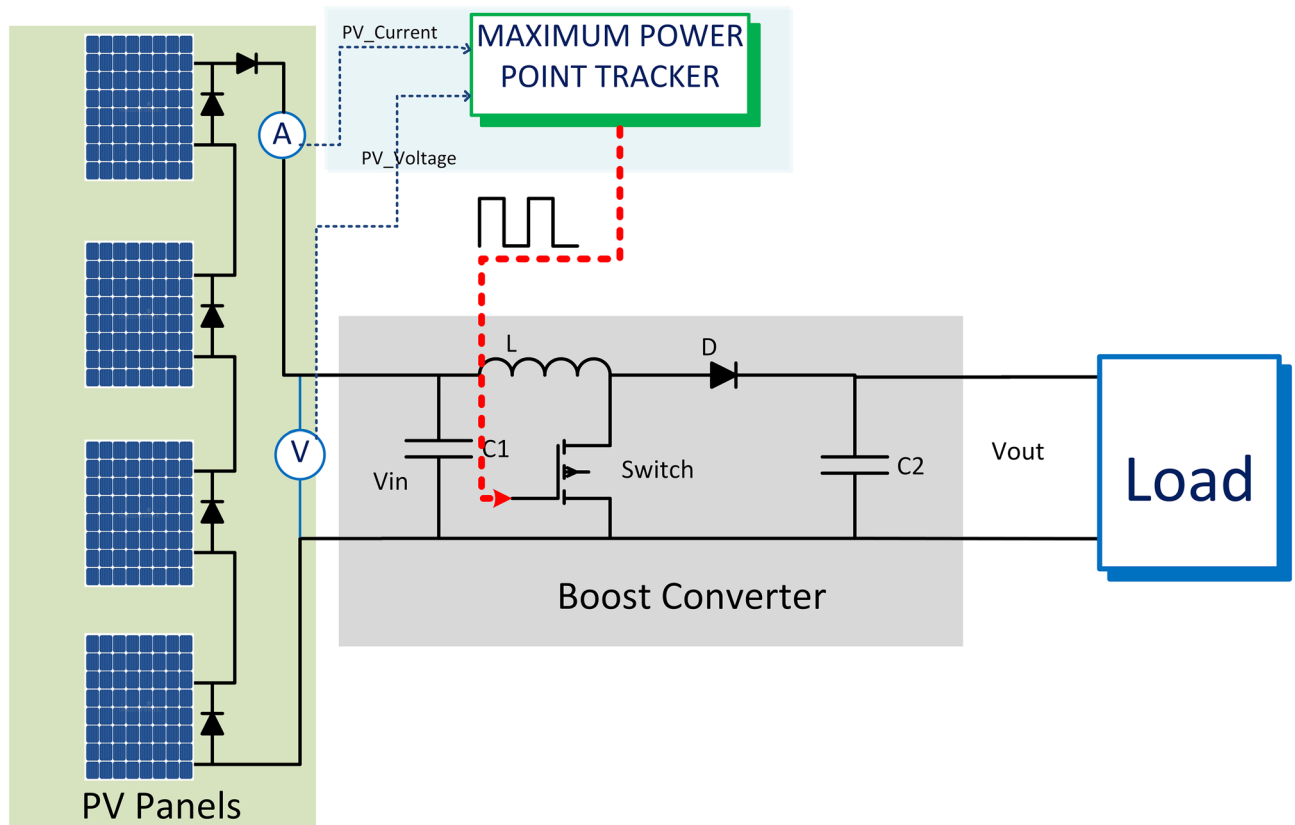 PV_Current
MAXIMUM POWER
POINT TRACKER
A
PV_Voltage
L
D
V
C1
Vin
Switch
C2
Vout
Load
Boost Converter
PV Panels